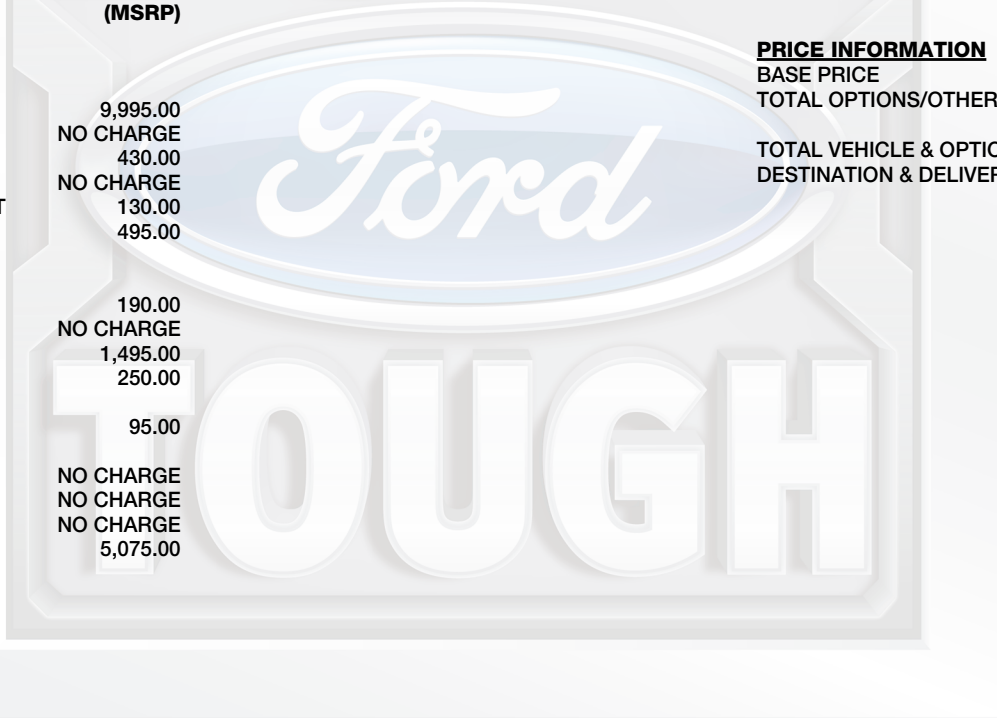 (MSRP)
9,995.00
NO CHARGE
430.00
NO CHARGE
T 130.00
495.00
190.00
NO CHARGE
1,495.00
250.00
95.00
NO CHARGE
NO CHARGE
NO CHARGE
5,075.00
PRICE INFORMATION
BASE PRICE
TOTAL OPTIONS/OTHER
TOTAL VEHICLE & OPTIO
DESTINATION & DELIVER
Ford
TOUGH